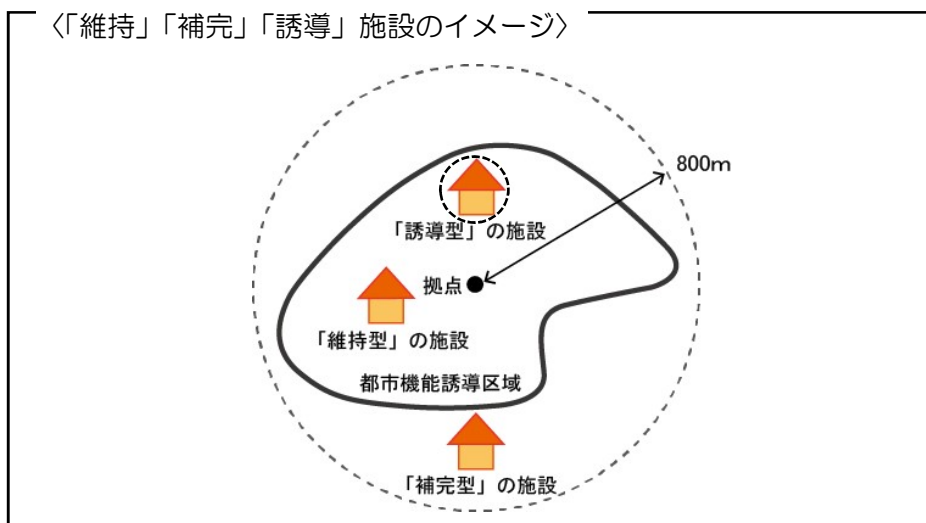 〈「維持」「補完」「誘導」施設のイメージ〉
800m
「誘導型」の施設
拠点
「維持型」の施設
都市機能誘導区域
「補完型」の施設